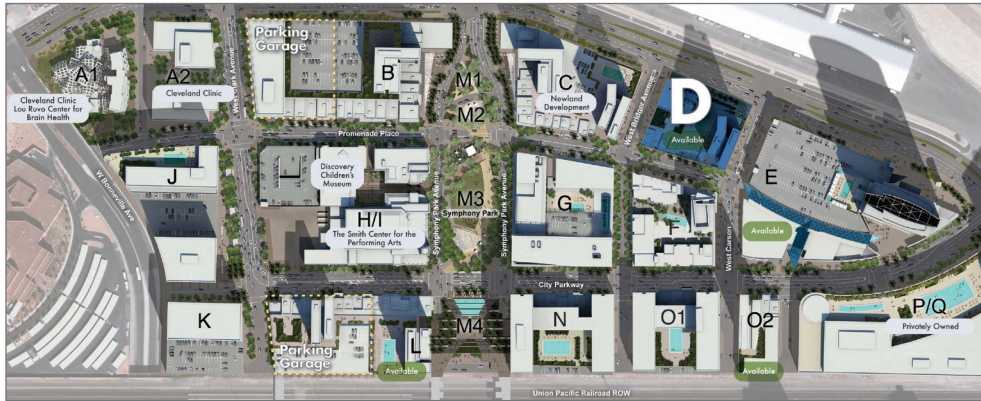 Parking
Garage
A1
A2
B
M1
C
D
Cleveland Clinic
Lou Ruvo Center for
Brain Health
Cleveland Clinic
M2
Newland
Development
West Bridger Avenue
Available
Promenade Place
J
Discovery
Children's
Museum
M3
Symphony Park
G
E
W Bonneville Ave
H/I
The Smith Center for the
Performing Arts
Symphony Park Avenue
Symphony Park Avenue
West Carson
Available
City Parkway
K
Parking
Garage
L
Available
M4
N
O1
O2
Available
P/Q
Privately Owned
Union Pacific Railroad ROW